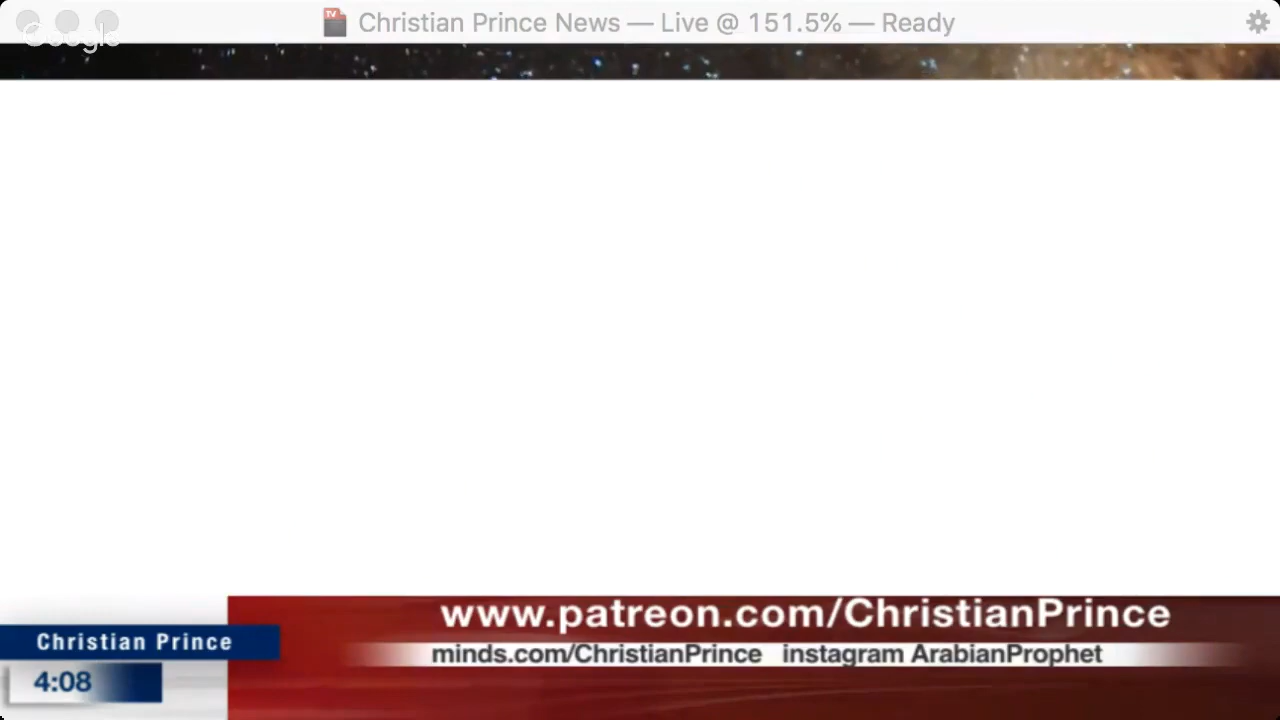 Christian Prince News — Live @ 151.5% — Ready
Google
www.patreon.com/ChristianPrince
Christian Prince
minds.com/ChristianPrince instagram ArabianProphet
4:08